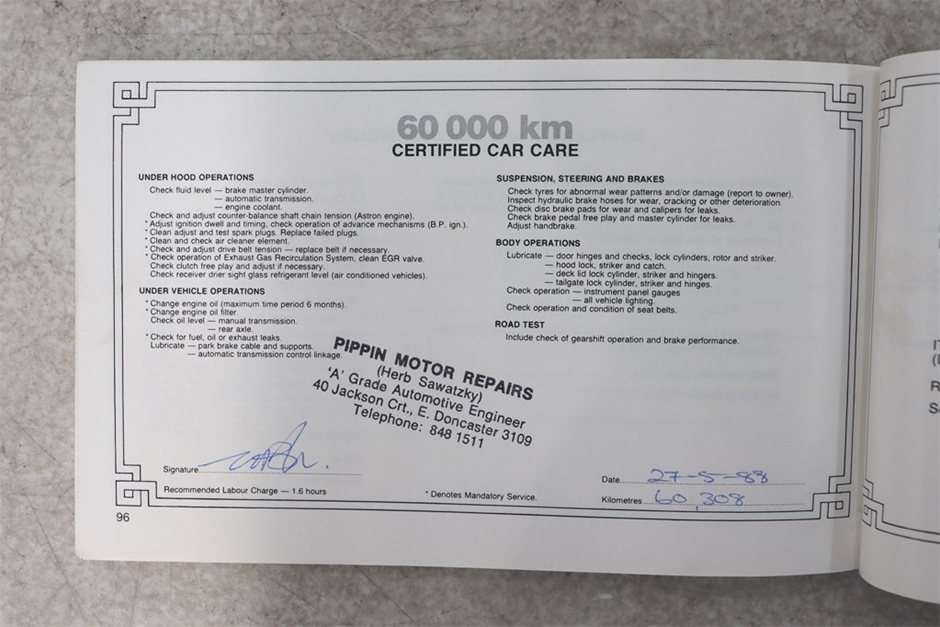 60 000 km
CERTIFIED CAR CARE
UNDER HOOD OPERATIONS
Check fluid level — brake master cylinder.
— automatic transmission.
— engine coolant.
Check and adjust counter-balance shaft chain tension (Astron engine).
* Adjust ignition dwell and timing, check operation of advance mechanisms (B.P. ign.).
* Clean adjust and test spark plugs. Replace failed plugs.
* Clean and check air cleaner element.
* Check and adjust drive belt tension — replace belt if necessary.
* Check operation of Exhaust Gas Recirculation System, clean EGR valve.
Check clutch free play and adjust if necessary.
Check receiver drier sight glass refrigerant level (air conditioned vehicles).
UNDER VEHICLE OPERATIONS
* Change engine oil (maximum time period 6 months).
* Change engine oil filter.
Check oil level — manual transmission.
— rear axle.
* Check for fuel, oil or exhaust leaks.
Lubricate — park brake cable and supports.
— automatic transmission control linkage.
SUSPENSION, STEERING AND BRAKES
Check tyres for abnormal wear patterns and/or damage (report to owner).
Inspect hydraulic brake hoses for wear, cracking or other deterioration.
Check disc brake pads for wear and calipers for leaks.
Check brake pedal free play and master cylinder for leaks.
Adjust handbrake.
BODY OPERATIONS
Lubricate — door hinges and checks, lock cylinders, rotor and striker.
— hood lock, striker and catch.
— deck lid lock cylinder, striker and hingers.
— tailgate lock cylinder, striker and hinges.
Check operation — instrument panel gauges
— all vehicle lighting.
Check operation and condition of seat belts.
ROAD TEST
Include check of gearshift operation and brake performance.
PIPPIN MOTOR REPAIRS
(Herb Sawatzky)
'A' Grade Automotive Engineer
40 Jackson Crt., E. Doncaster 3109
Telephone: 848 1511
Signature
Recommended Labour Charge — 1.6 hours
* Denotes Mandatory Service.
Date 27-5-88
Kilometres 60,308
96